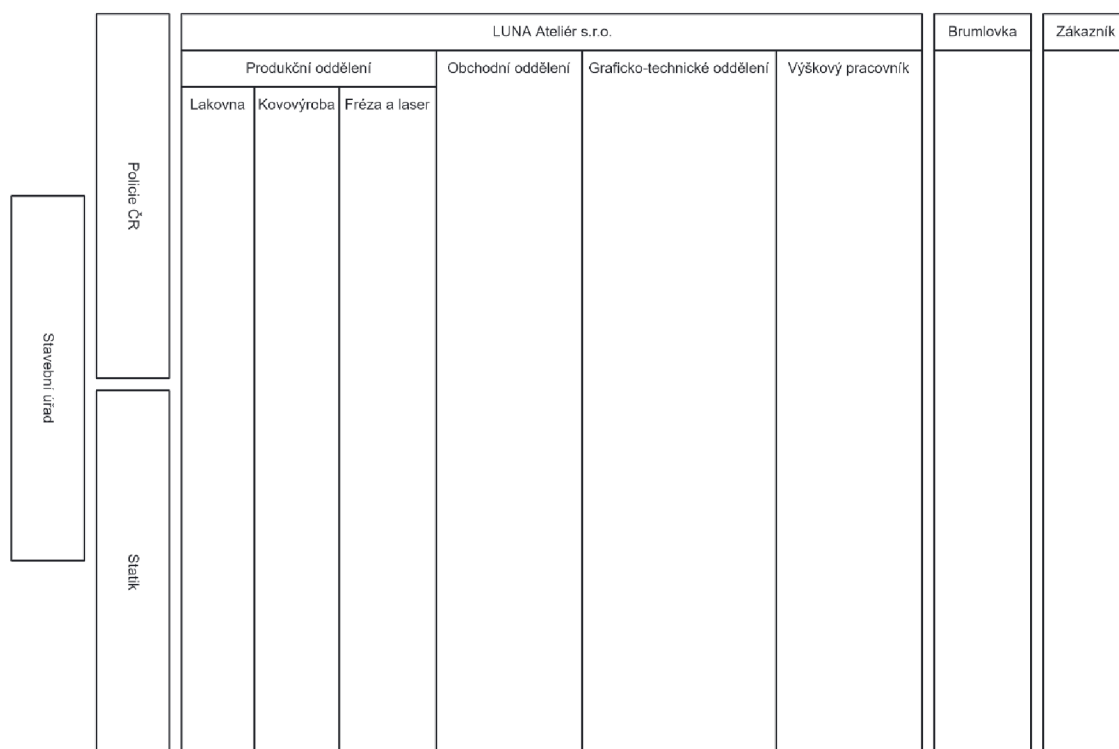 LUNA Ateliér s.r.o.
Brumlovka
Zákazník
Produkční oddělení
Obchodní oddělení
Graficko-technické oddělení
Výškový pracovník
Lakovna
Kovovýroba
Fréza a laser
Policie ČR
Stavební úřad
Statik